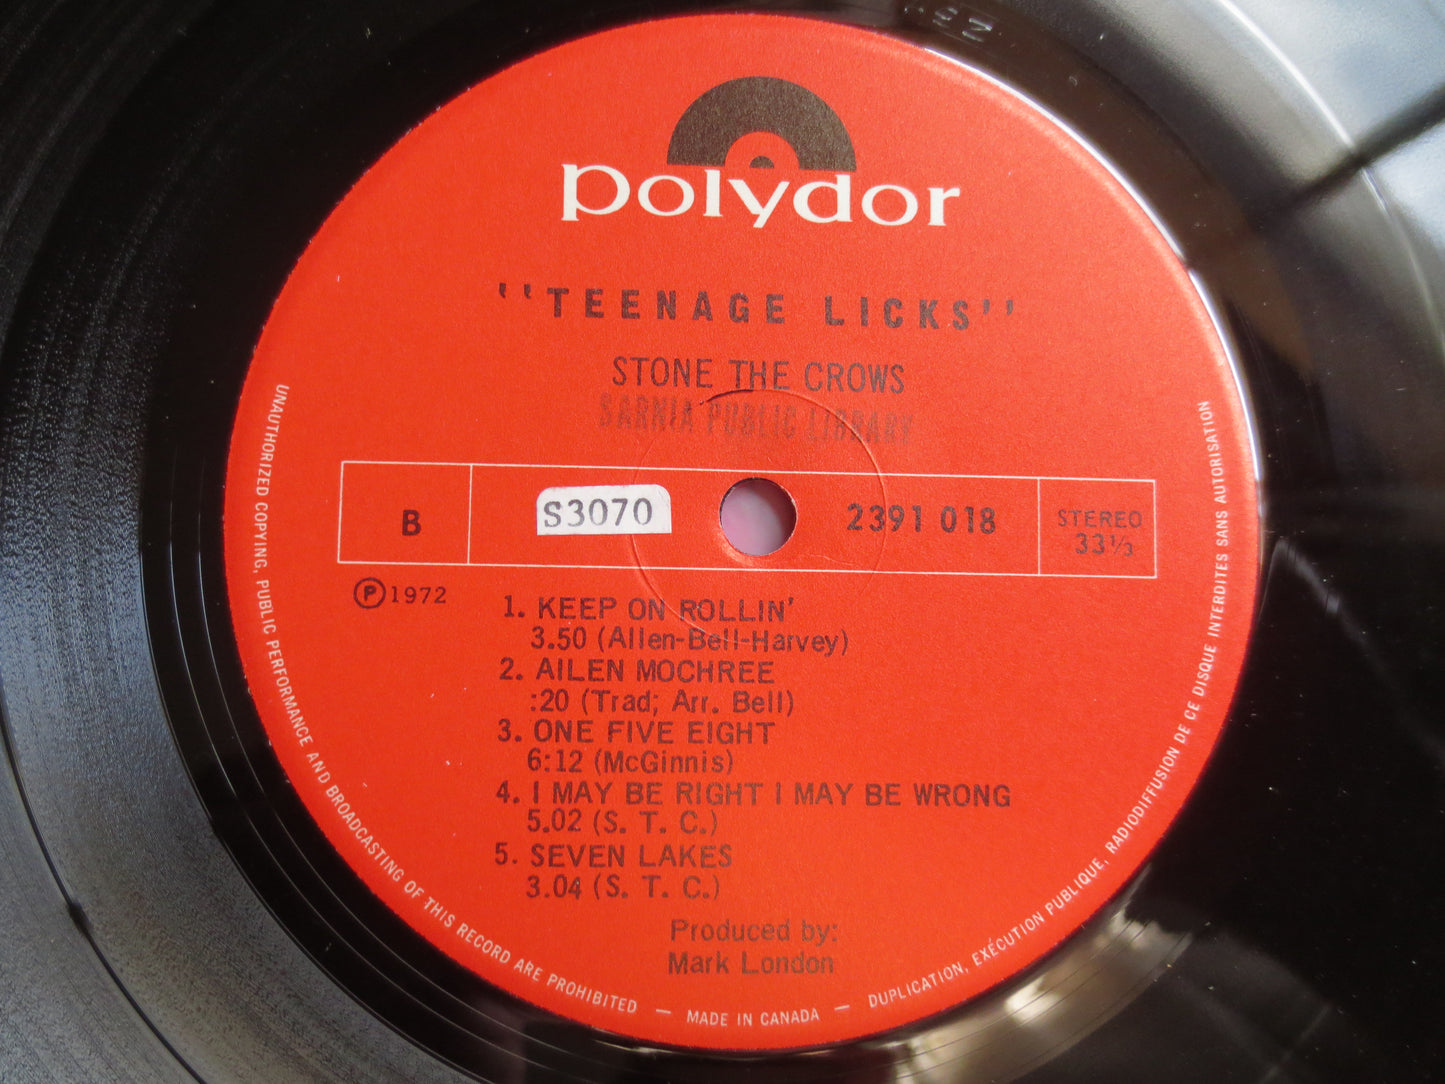 polydor
''TEENAGE LICKS''
STONE THE CROWS
SARNIA PUBLIC LIBRARY
B
S3070
2391 018
STEREO
33⅓
Ⓟ1972
1. KEEP ON ROLLIN'
3.50 (Allen-Bell-Harvey)
2. AILEN MOCHREE
:20 (Trad; Arr. Bell)
3. ONE FIVE EIGHT
6:12 (McGinnis)
4. I MAY BE RIGHT I MAY BE WRONG
5.02 (S. T. C.)
5. SEVEN LAKES
3.04 (S. T. C.)
Produced by:
Mark London
UNAUTHORIZED COPYING, PUBLIC PERFORMANCE AND BROADCASTING OF THIS RECORD ARE PROHIBITED — MADE IN CANADA — DUPLICATION, EXÉCUTION PUBLIQUE, RADIODIFFUSION DE CE DISQUE INTERDITES SANS AUTORISATION